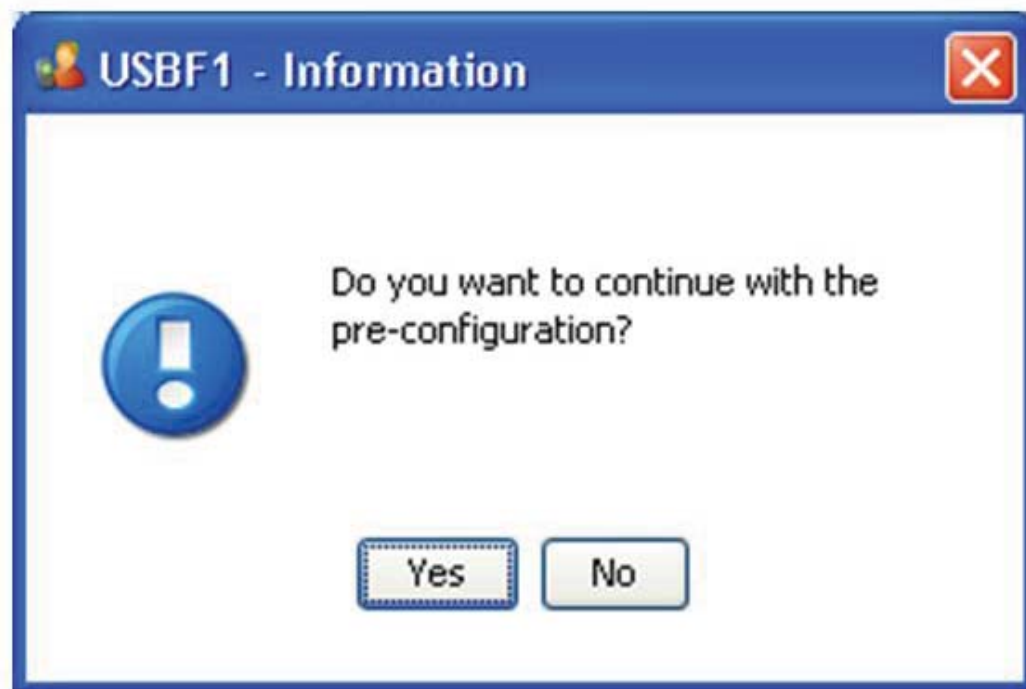 USBF1 - Information
Do you want to continue with the
pre-configuration?
Yes
No